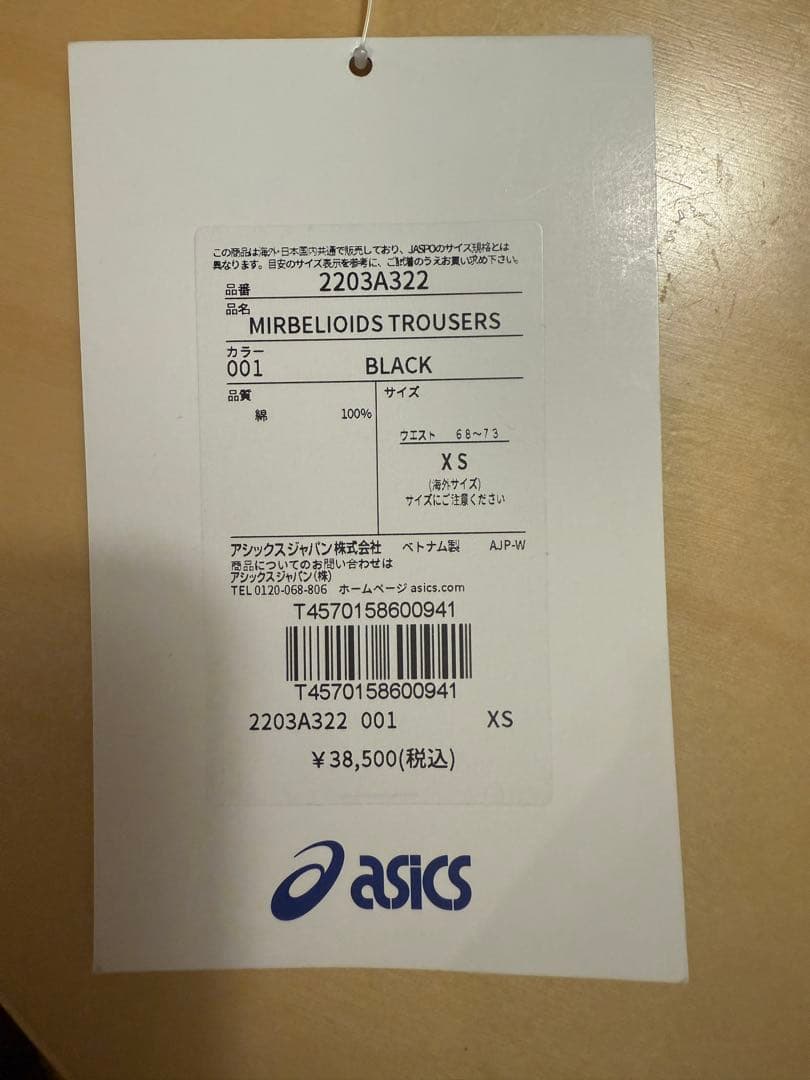 この商品は海外・日本国内共通で販売しており、JASPOのサイズ規格とは
異なります。目安のサイズ表示を参考に、ご試着のうえお買い求め下さい。
品番 2203A322
品名
MIRBELIOIDS TROUSERS
カラー
001 BLACK
品質 サイズ
綿 100%
ウエスト 68~73
XS
(海外サイズ)
サイズにご注意ください
アシックスジャパン株式会社 ベトナム製 AJP-W
商品についてのお問い合わせは
アシックスジャパン(株)
TEL 0120-068-806 ホームページ asics.com
T4570158600941
T4570158600941
2203A322 001 XS
¥38,500(税込)
asics